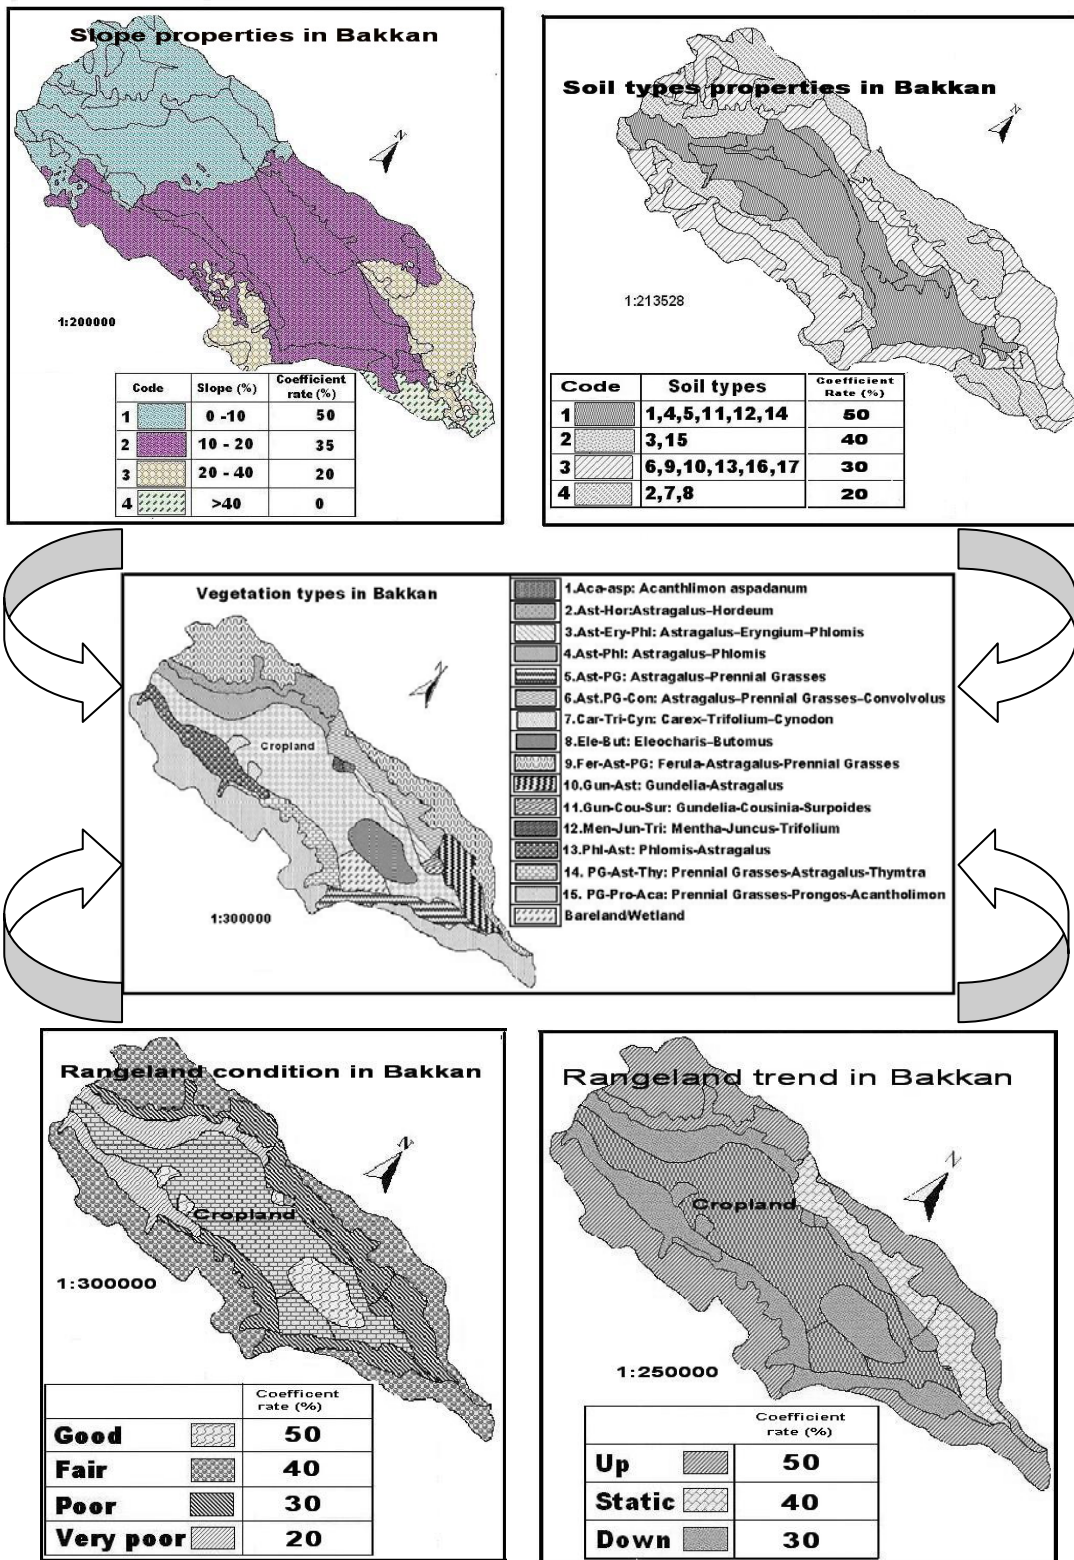 Slope properties in Bakkan
N
1:200000
Code Slope (%) Coefficient rate (%)
1 0 -10 50
2 10 - 20 35
3 20 - 40 20
4 >40 0
Soil types properties in Bakkan
N
1:213528
Code Soil types Coefficient Rate (%)
1 1,4,5,11,12,14 50
2 3,15 40
3 6,9,10,13,16,17 30
4 2,7,8 20
Vegetation types in Bakkan
N
Cropland
1:300000
1.Aca-asp: Acanthlimon aspadanum
2.Ast-Hor:Astragalus-Hordeum
3.Ast-Ery-Phl: Astragalus-Eryngium-Phlomis
4.Ast-Phl: Astragalus-Phlomis
5.Ast-PG: Astragalus-Prennial Grasses
6.Ast.PG-Con: Astragalus-Prennial Grasses-Convolvolus
7.Car-Tri-Cyn: Carex-Trifolium-Cynodon
8.Ele-But: Eleocharis-Butomus
9.Fer-Ast-PG: Ferula-Astragalus-Prennial Grasses
10.Gun-Ast: Gundelia-Astragalus
11.Gun-Cou-Sur: Gundelia-Cousinia-Surpoides
12.Men-Jun-Tri: Mentha-Juncus-Trifolium
13.Phl-Ast: Phlomis-Astragalus
14. PG-Ast-Thy: Prennial Grasses-Astragalus-Thymtra
15. PG-Pro-Aca: Prennial Grasses-Prongos-Acantholimon
Bareland/Wetland
Rangeland condition in Bakkan
N
Cropland
1:300000
Coefficent rate (%)
Good 50
Fair 40
Poor 30
Very poor 20
Rangeland trend in Bakkan
N
Cropland
1:250000
Coefficient rate (%)
Up 50
Static 40
Down 30